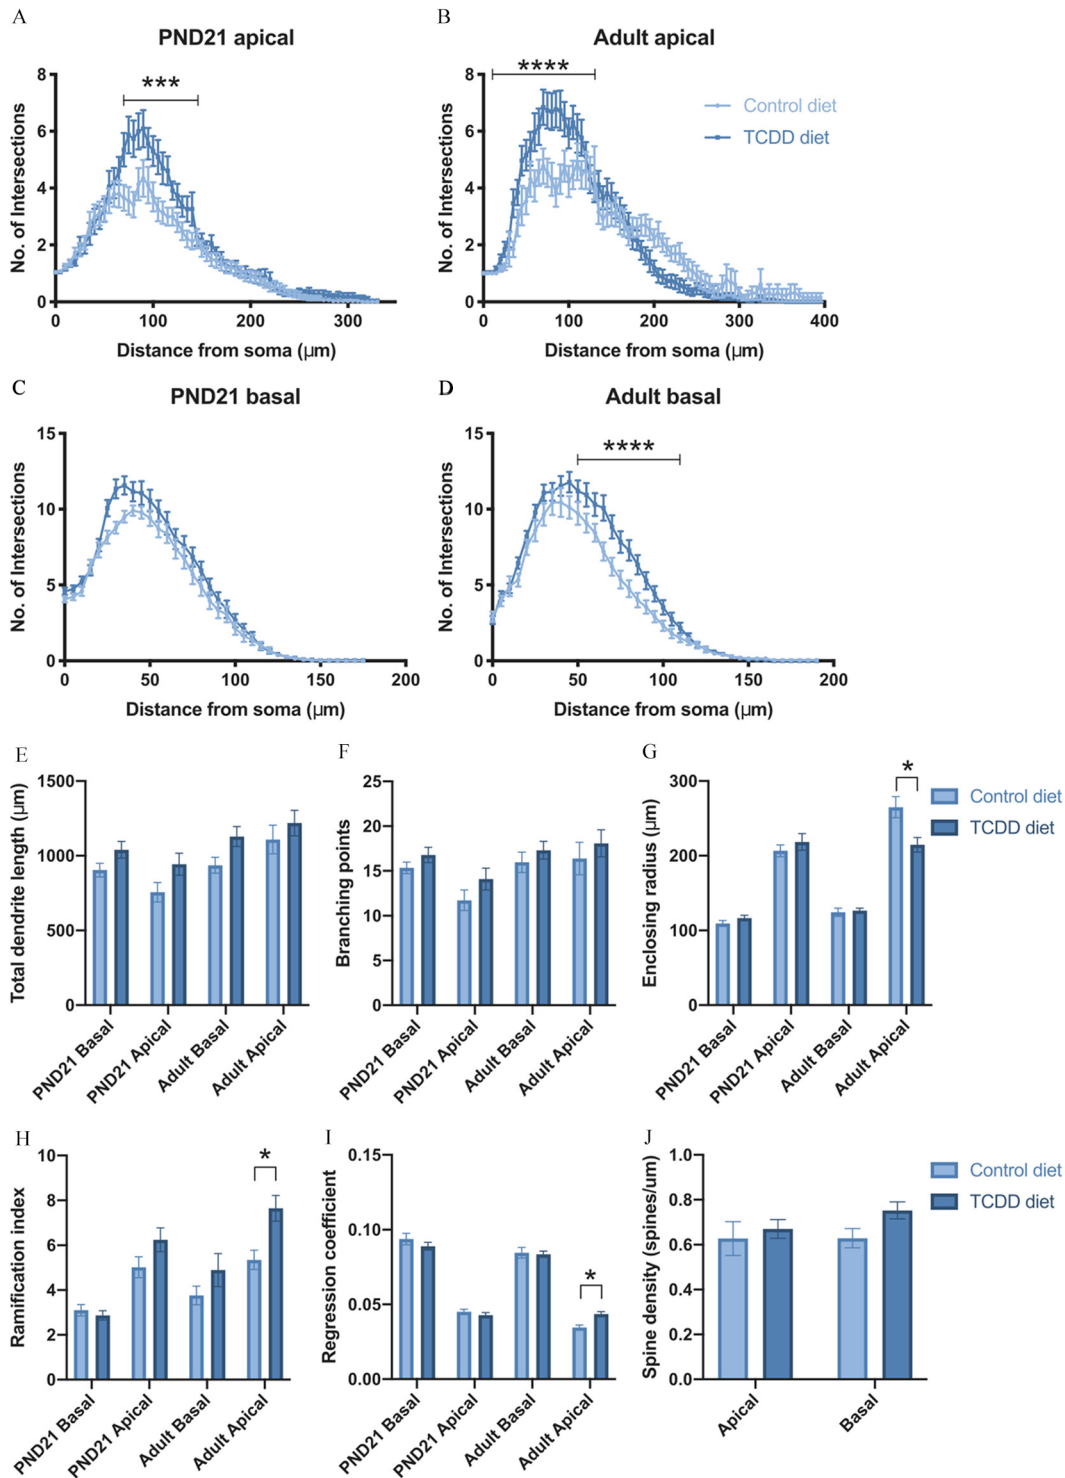 A
PND21 apical
***
8
6
4
2
0
No. of Intersections
0 100 200 300
Distance from soma (μm)
B
Adult apical
****
8
6
4
2
0
No. of Intersections
0 100 200 300 400
Distance from soma (μm)
Control diet
TCDD diet
C
PND21 basal
15
10
5
0
No. of Intersections
0 50 100 150 200
Distance from soma (μm)
D
Adult basal
****
15
10
5
0
No. of Intersections
0 50 100 150 200
Distance from soma (μm)
E
1500
1000
500
0
Total dendrite length (μm)
PND21 Basal
PND21 Apical
Adult Basal
Adult Apical
F
25
20
15
10
5
0
Branching points
PND21 Basal
PND21 Apical
Adult Basal
Adult Apical
G
*
300
200
100
0
Enclosing radius (μm)
PND21 Basal
PND21 Apical
Adult Basal
Adult Apical
Control diet
TCDD diet
H
*
10
8
6
4
2
0
Ramification index
PND21 Basal
PND21 Apical
Adult Basal
Adult Apical
I
*
0.15
0.10
0.05
0.00
Regression coefficient
PND21 Basal
PND21 Apical
Adult Basal
Adult Apical
J
1.0
0.8
0.6
0.4
0.2
0.0
Spine density (spines/um)
Apical
Basal
Control diet
TCDD diet